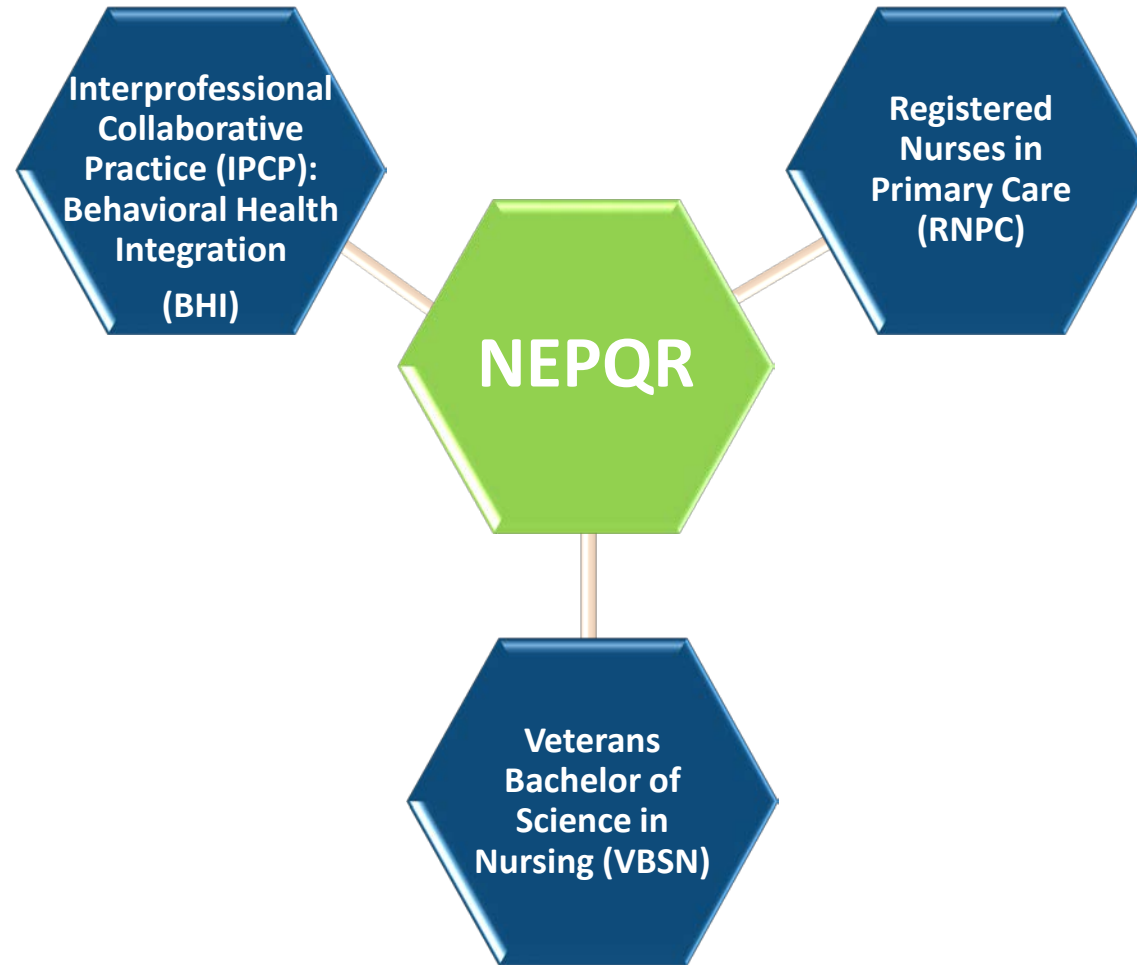 Interprofessional
Collaborative
Practice (IPCP):
Behavioral Health
Integration
(BHI)
Registered
Nurses in
Primary Care
(RNPC)
NEPQR
Veterans
Bachelor of
Science in
Nursing (VBSN)